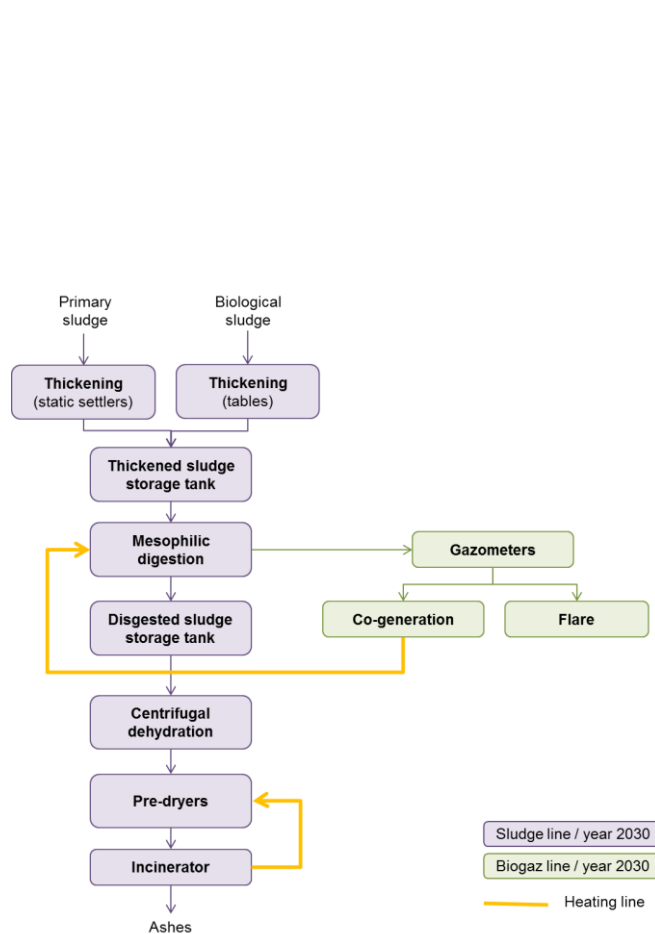 Primary
sludge
Biological
sludge
Thickening
(static settlers)
Thickening
(tables)
Thickened sludge
storage tank
Mesophilic
digestion
Gazometers
Disgested sludge
storage tank
Co-generation
Flare
Centrifugal
dehydration
Pre-dryers
Incinerator
Ashes
Sludge line / year 2030
Biogaz line / year 2030
Heating line